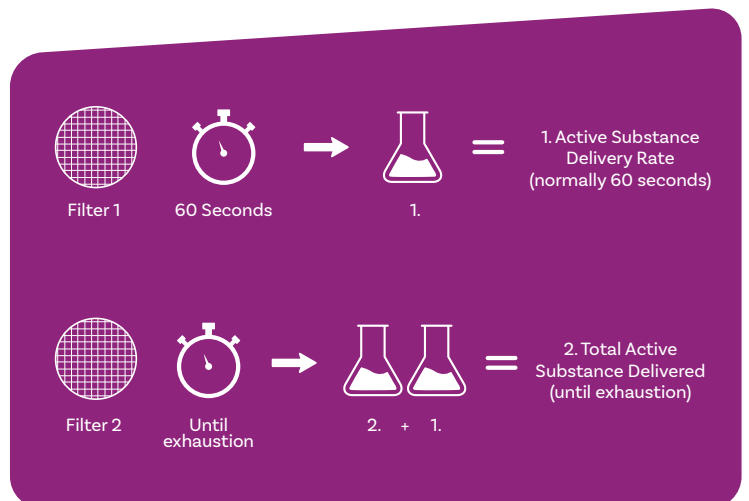 1. Active Substance
Delivery Rate
(normally 60 seconds)
Filter 1
60 Seconds
1.
2. Total Active
Substance Delivered
(until exhaustion)
Filter 2
Until
exhaustion
2. + 1.